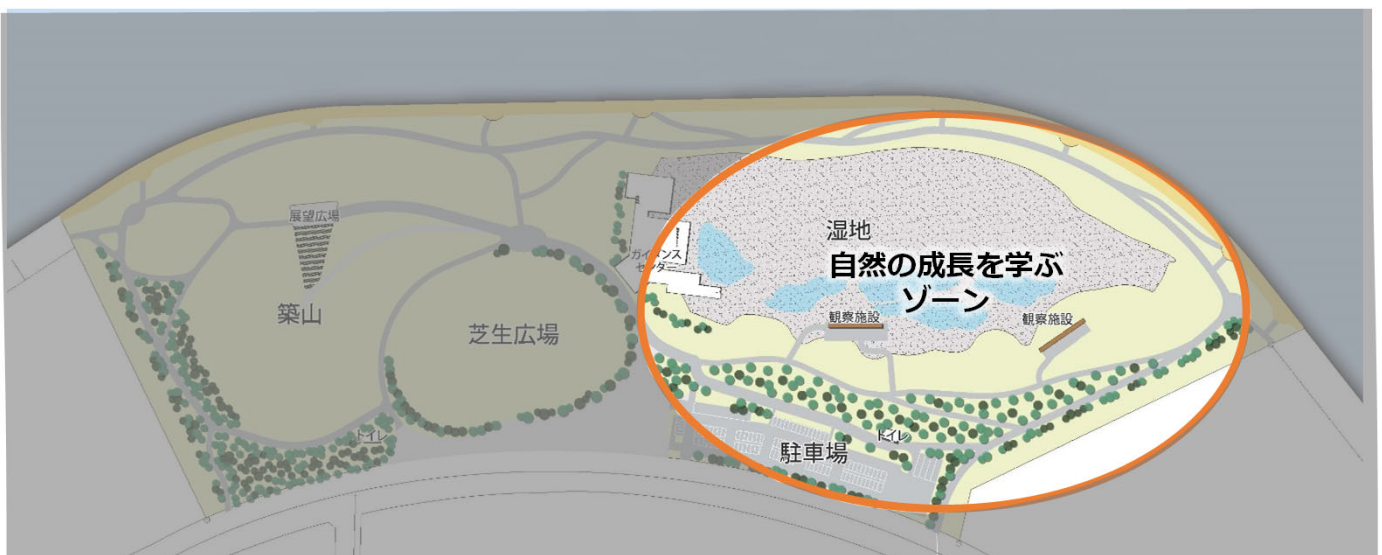 展望広場
築山
芝生広場
トイレ
ガイダンス
センター
湿地
自然の成長を学ぶ
ゾーン
観察施設
観察施設
駐車場
トイレ